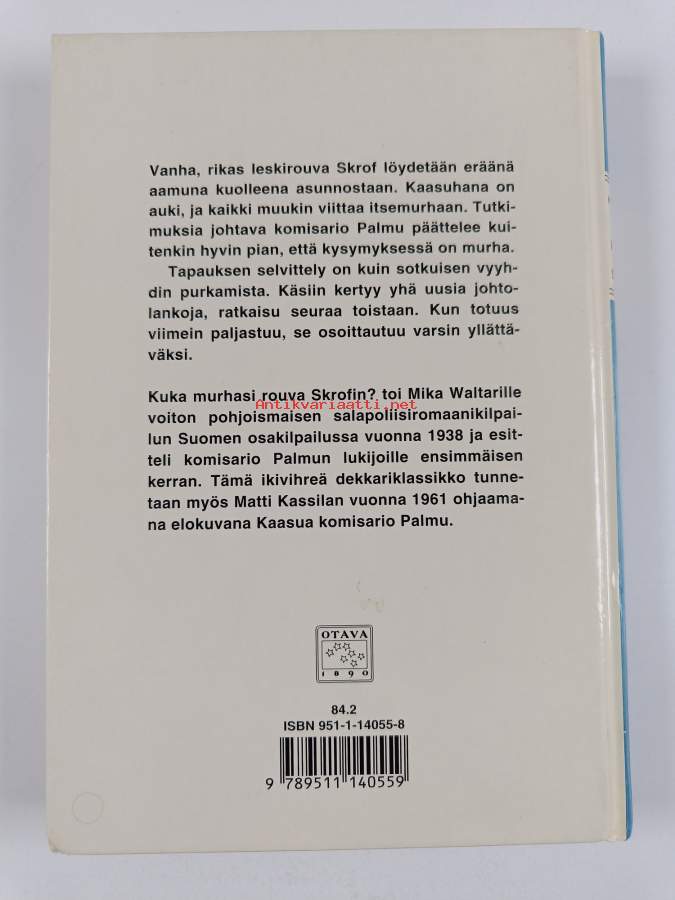 Vanha, rikas leskirouva Skrof löydetään eräänä
aamuna kuolleena asunnostaan. Kaasuhana on
auki, ja kaikki muukin viittaa itsemurhaan. Tutki-
muksia johtava komisario Palmu päättelee kui-
tenkin hyvin pian, että kysymyksessä on murha.
Tapauksen selvittely on kuin sotkuisen vyyh-
din purkamista. Käsiin kertyy yhä uusia johto-
lankoja, ratkaisu seuraa toistaan. Kun totuus
viimein paljastuu, se osoittautuu varsin yllättä-
väksi.
Kuka murhasi rouva Skrofin? toi Mika Waltarille
Antikvariaatti.net
voiton pohjoismaisen salapoliisiromaanikilpai-
lun Suomen osakilpailussa vuonna 1938 ja esit-
teli komisario Palmun lukijoille ensimmäisen
kerran. Tämä ikivihreä dekkariklassikko tunne-
taan myös Matti Kassilan vuonna 1961 ohjaama-
na elokuvana Kaasua komisario Palmu.
OTAVA
1890
84.2
ISBN 951-1-14055-8
9 789511 140559